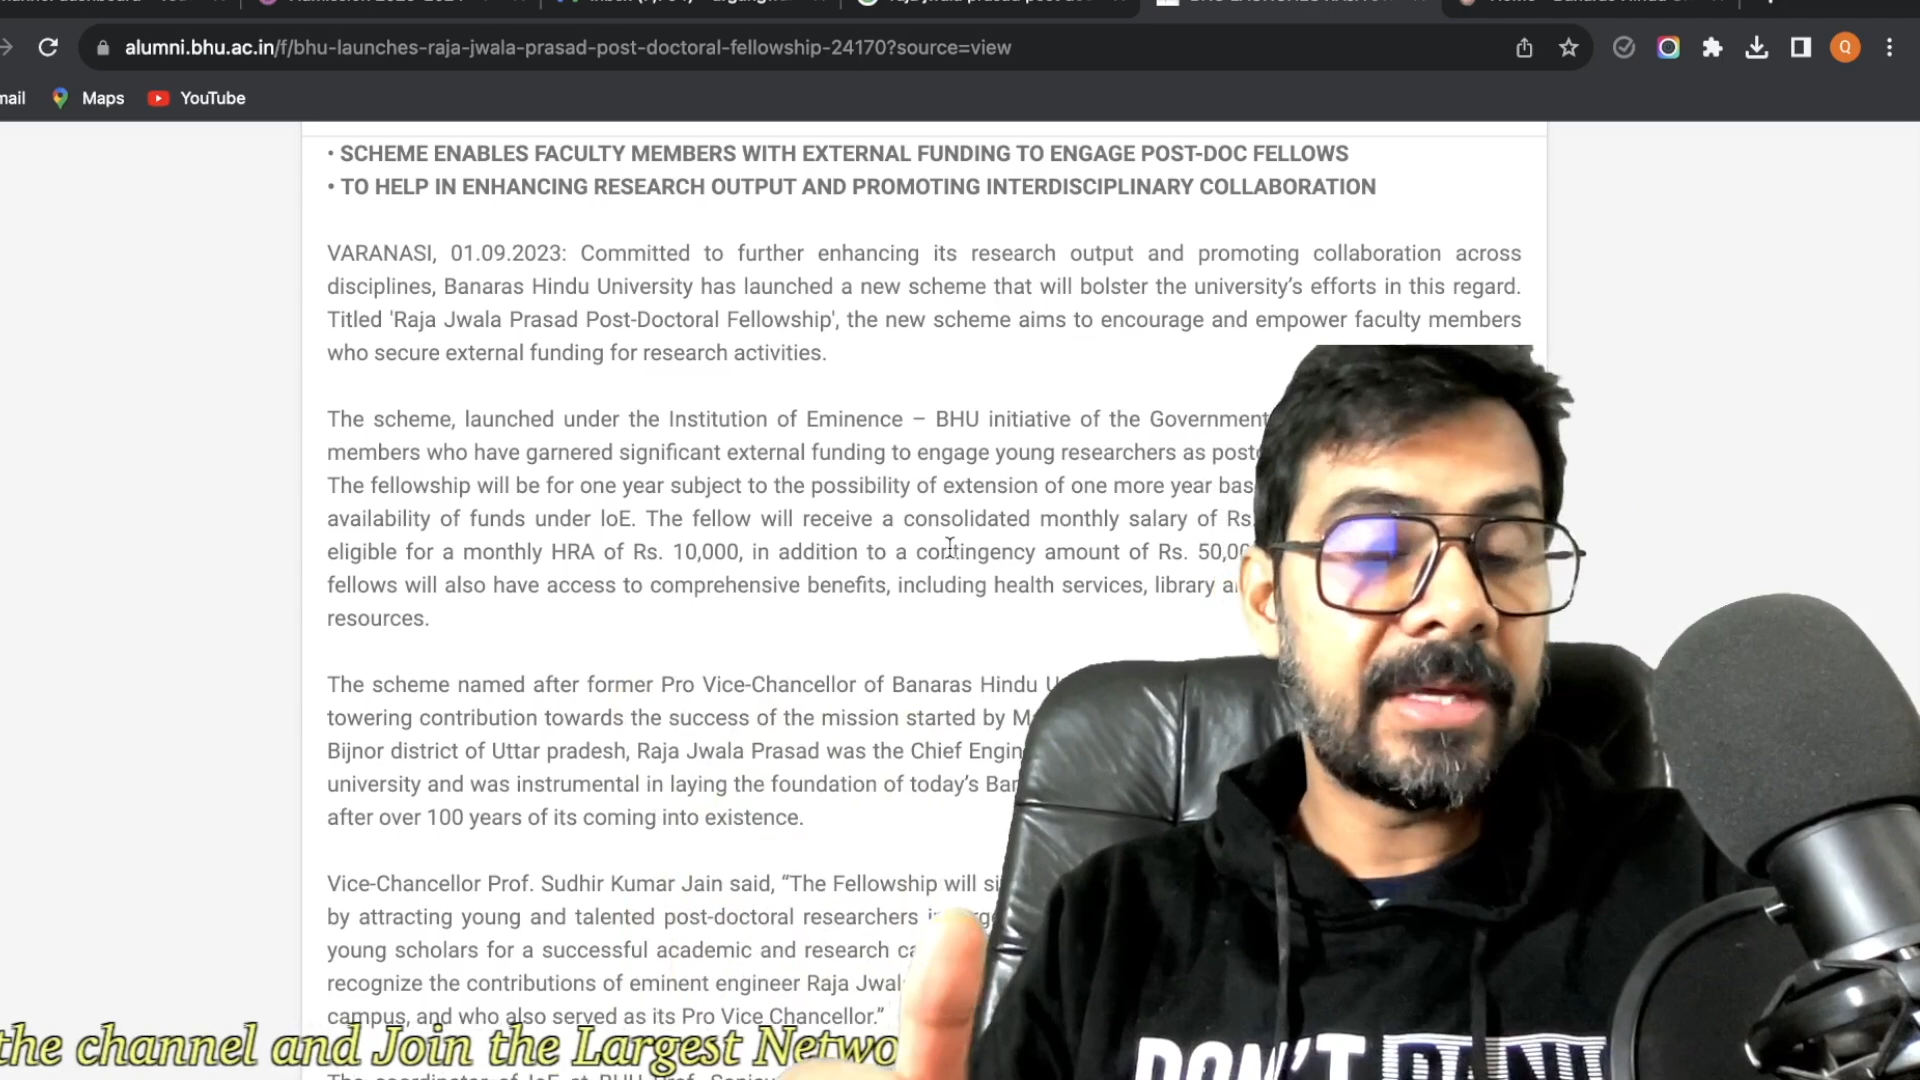 alumni.bhu.ac.in/f/bhu-launches-raja-jwala-prasad-post-doctoral-fellowship-24170?source=view
Q
mail Maps YouTube
• SCHEME ENABLES FACULTY MEMBERS WITH EXTERNAL FUNDING TO ENGAGE POST-DOC FELLOWS
• TO HELP IN ENHANCING RESEARCH OUTPUT AND PROMOTING INTERDISCIPLINARY COLLABORATION
VARANASI, 01.09.2023: Committed to further enhancing its research output and promoting collaboration across
disciplines, Banaras Hindu University has launched a new scheme that will bolster the university’s efforts in this regard.
Titled 'Raja Jwala Prasad Post-Doctoral Fellowship', the new scheme aims to encourage and empower faculty members
who secure external funding for research activities.
The scheme, launched under the Institution of Eminence – BHU initiative of the Government
members who have garnered significant external funding to engage young researchers as
The fellowship will be for one year subject to the possibility of extension of one more year
availability of funds under IoE. The fellow will receive a consolidated monthly salary of Rs.
eligible for a monthly HRA of Rs. 10,000, in addition to a contingency amount of Rs.
fellows will also have access to comprehensive benefits, including health services, library
resources.
The scheme named after former Pro Vice-Chancellor of Banaras Hindu
towering contribution towards the success of the mission started by
Bijnor district of Uttar pradesh, Raja Jwala Prasad was the Chief
university and was instrumental in laying the foundation of today’s
after over 100 years of its coming into existence.
Vice-Chancellor Prof. Sudhir Kumar Jain said, “The Fellowship will
by attracting young and talented post-doctoral researchers
young scholars for a successful academic and research
recognize the contributions of eminent engineer Raja
campus, and who also served as its Pro Vice Chancellor.”
the channel and Join the Largest
DON'T